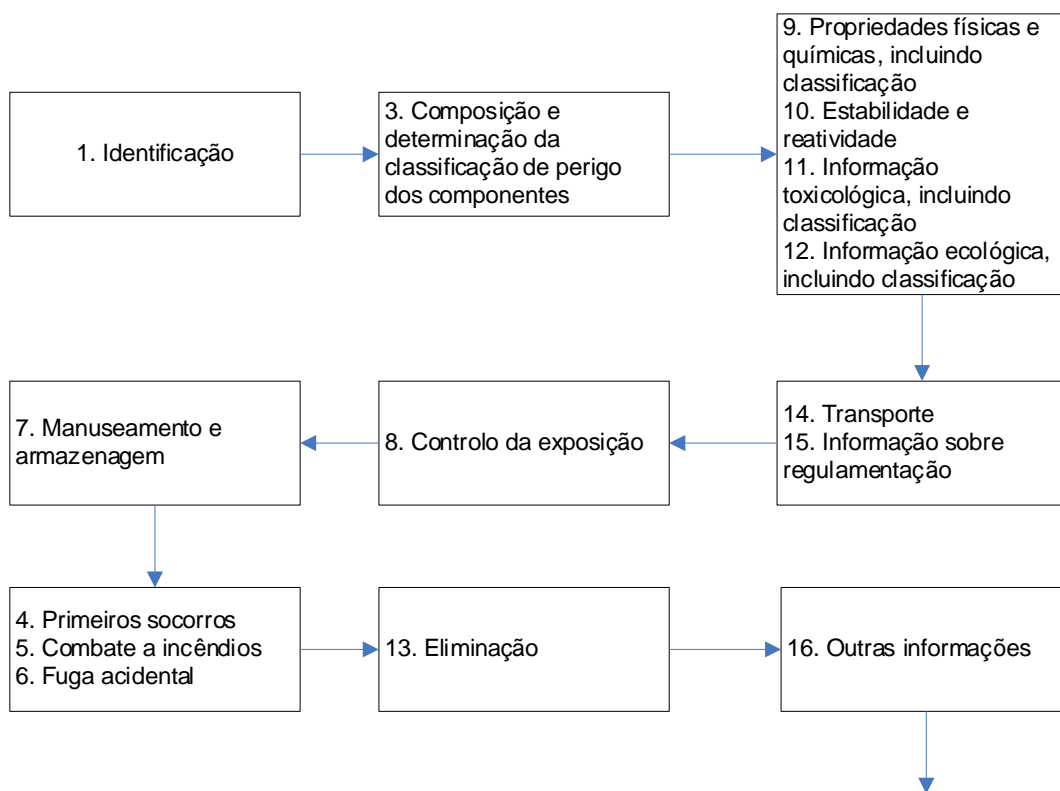 1. Identificação
3. Composição e
determinação da
classificação de perigo
dos componentes
9. Propriedades físicas e
químicas, incluindo
classificação
10. Estabilidade e
reatividade
11. Informação
toxicológica, incluindo
classificação
12. Informação ecológica,
incluindo classificação
14. Transporte
15. Informação sobre
regulamentação
8. Controlo da exposição
7. Manuseamento e
armazenagem
4. Primeiros socorros
5. Combate a incêndios
6. Fuga acidental
13. Eliminação
16. Outras informações